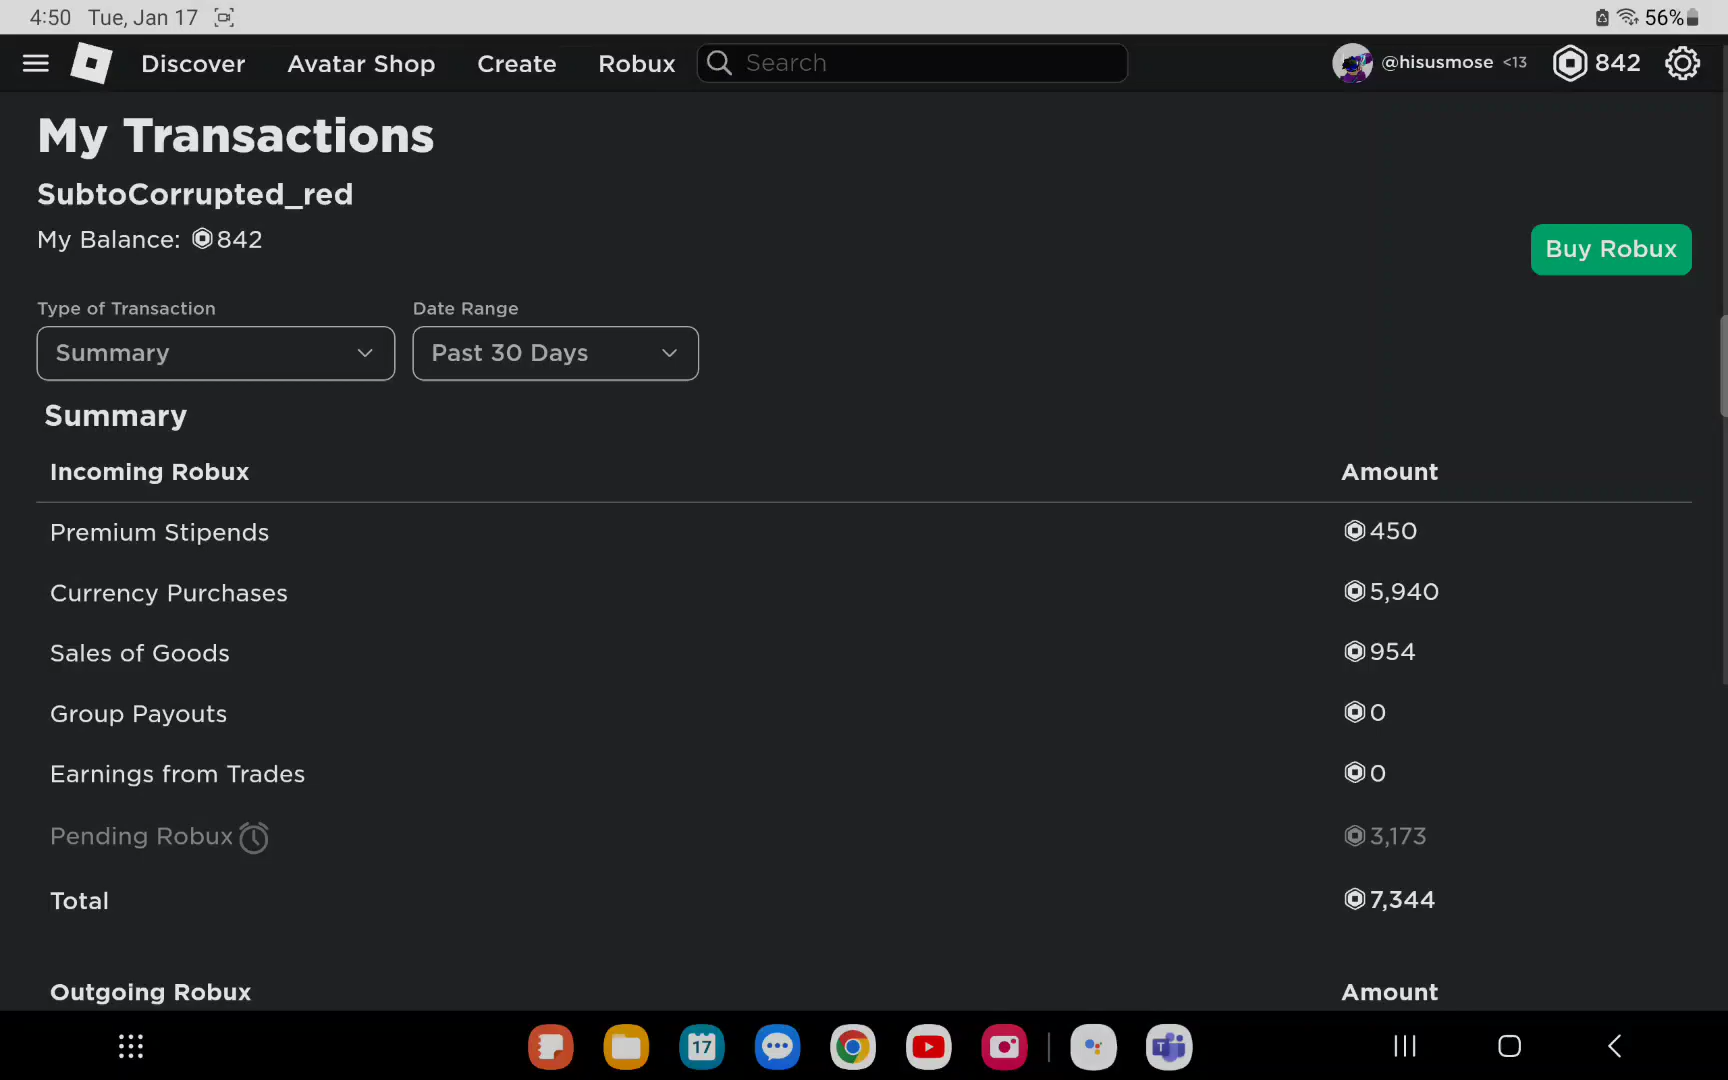 4:50 Tue, Jan 17 56%
Discover Avatar Shop Create Robux Search @hisusmose <13 842
My Transactions
SubtoCorrupted_red
My Balance: 842
Buy Robux
Type of Transaction Date Range
Summary Past 30 Days
Summary
Incoming Robux Amount
Premium Stipends 450
Currency Purchases 5,940
Sales of Goods 954
Group Payouts 0
Earnings from Trades 0
Pending Robux 3,173
Total 7,344
Outgoing Robux Amount
17
T